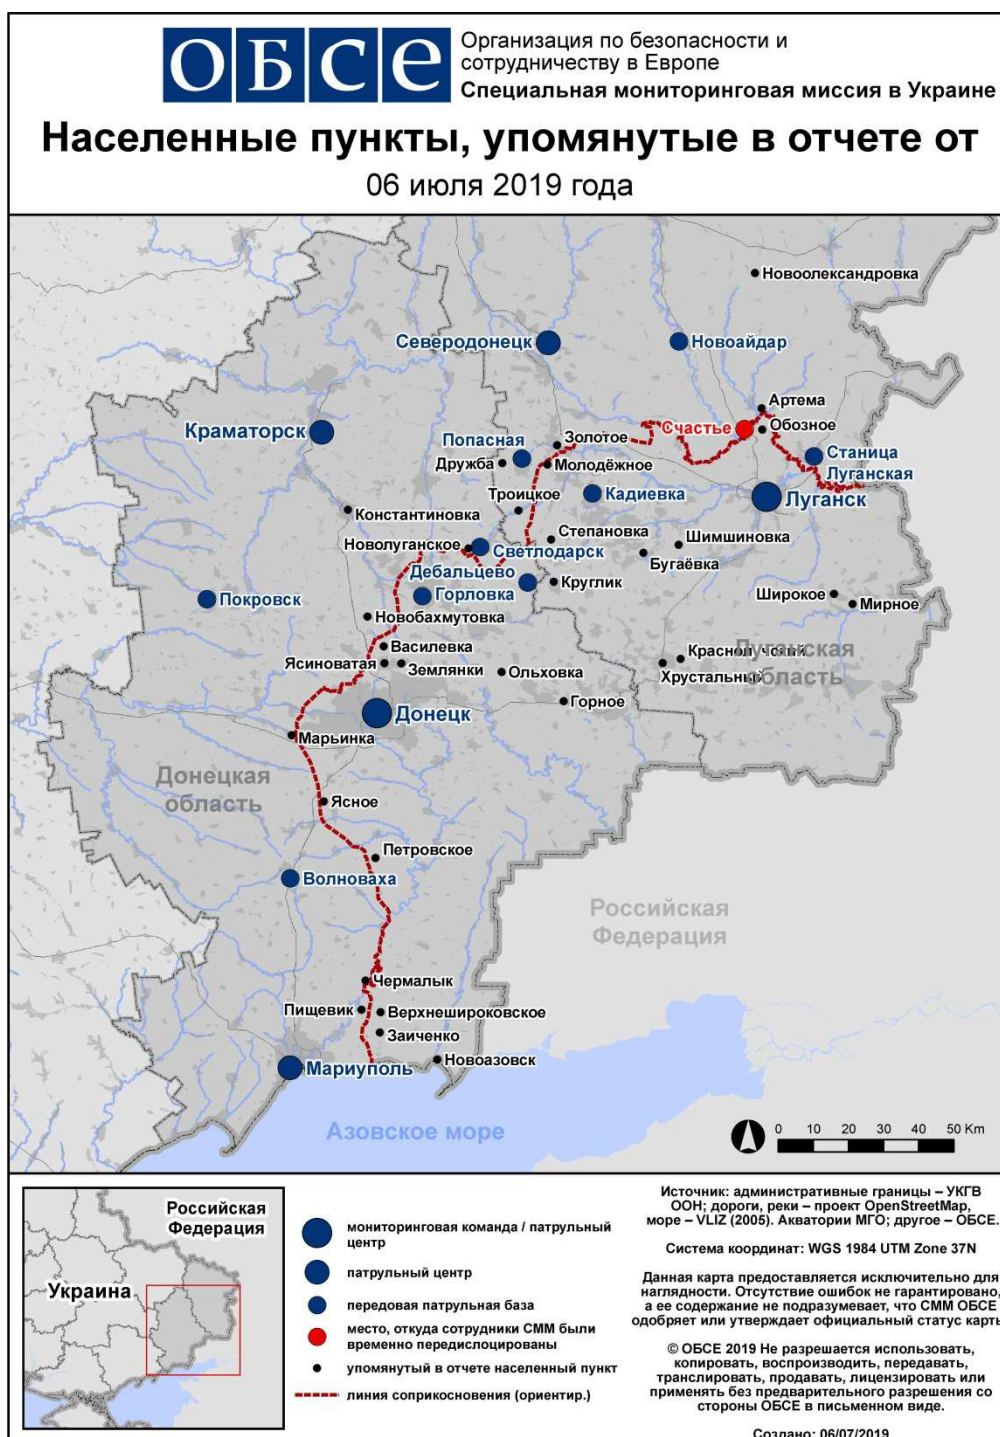 ОБСЕ
Организация по безопасности и
сотрудничеству в Европе
Специальная мониторинговая миссия в Украине
Населенные пункты, упомянутые в отчете от
06 июля 2019 года
Новоолександровка
Северодонецк
Новоайдар
Артема
Счастье
Обозное
Краматорск
Попасная
Золотое
Станица
Луганская
Дружба
Молодёжное
Троицкое
Кадиевка
Луганск
Константиновка
Степановка
Шимшиновка
Новолуганское
Светлодарск
Бугаёвка
Дебальцево
Круглик
Покровск
Горловка
Широкое
Мирное
Новобахмутовка
Василевка
Ясиноватая
Землянки
Ольховка
Хрустальный
Луганская
область
Горное
Донецк
Марьинка
Донецкая
область
Ясное
Петровское
Волноваха
Российская
Федерация
Чермалык
Пищевик
Верхнешироковское
Заиченко
Новоазовск
Мариуполь
Азовское море
0 10 20 30 40 50 Km
Российская
Федерация
Украина
мониторинговая команда / патрульный
центр
патрульный центр
передовая патрульная база
место, откуда сотрудники СММ были
временно передислоцированы
упомянутый в отчете населенный пункт
линия соприкосновения (ориентир.)
Источник: административные границы – УКГВ
ООН; дороги, реки – проект OpenStreetMap,
море – VLIZ (2005). Акватории МГО; другое – ОБСЕ.
Система координат: WGS 1984 UTM Zone 37N
Данная карта предоставляется исключительно для
наглядности. Отсутствие ошибок не гарантировано,
а ее содержание не подразумевает, что СММ ОБСЕ
одобряет или утверждает официальный статус карты
© ОБСЕ 2019 Не разрешается использовать,
копировать, воспроизводить, передавать,
транслировать, продавать, лицензировать или
применять без предварительного разрешения со
стороны ОБСЕ в письменном виде.
Создано: 06/07/2019